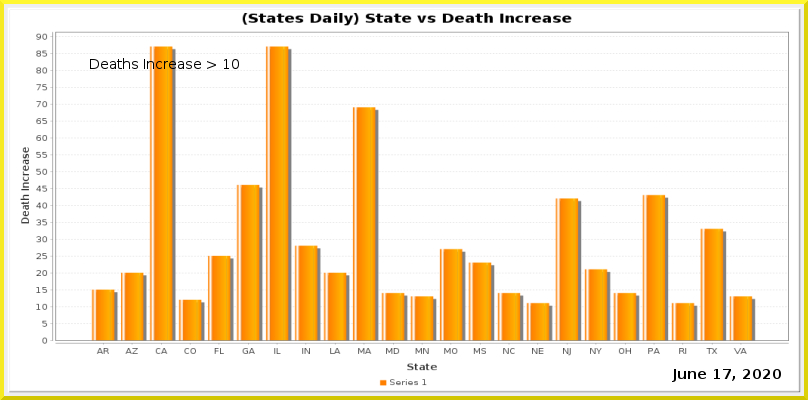 (States Daily) State vs Death Increase
Deaths Increase > 10
90
85
80
75
70
65
60
55
50
45
40
35
30
25
20
15
10
5
0
Death Increase
AR AZ CA CO FL GA IL IN LA MA MD MN MO MS NC NE NJ NY OH PA RI TX VA
State
Series 1
June 17, 2020